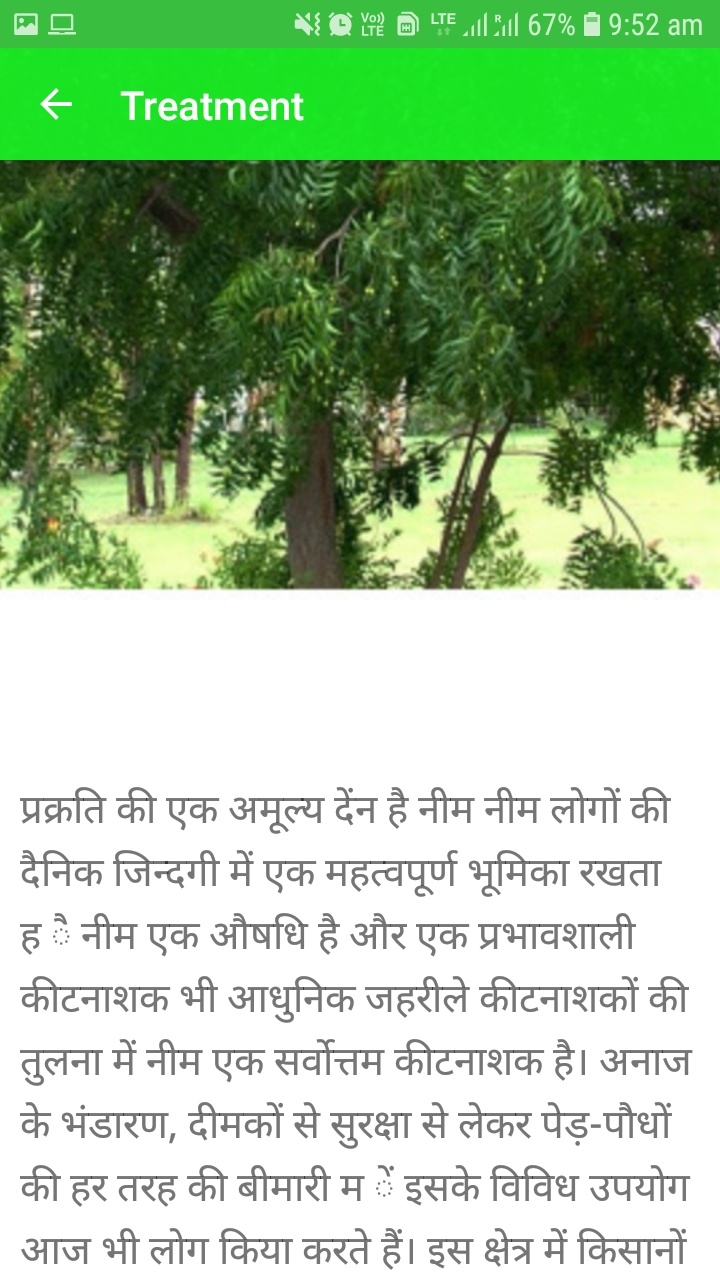 Vo))
LTE
LTE
R
67%
9:52 am
Treatment
प्रक्रति की एक अमूल्य देंन है नीम नीम लोगों की
दैनिक जिन्दगी में एक महत्वपूर्ण भूमिका रखता
ह ै नीम एक औषधि है और एक प्रभावशाली
कीटनाशक भी आधुनिक जहरीले कीटनाशकों की
तुलना में नीम एक सर्वोत्तम कीटनाशक है। अनाज
के भंडारण, दीमकों से सुरक्षा से लेकर पेड़-पौधों
की हर तरह की बीमारी म ें इसके विविध उपयोग
आज भी लोग किया करते हैं। इस क्षेत्र में किसानों